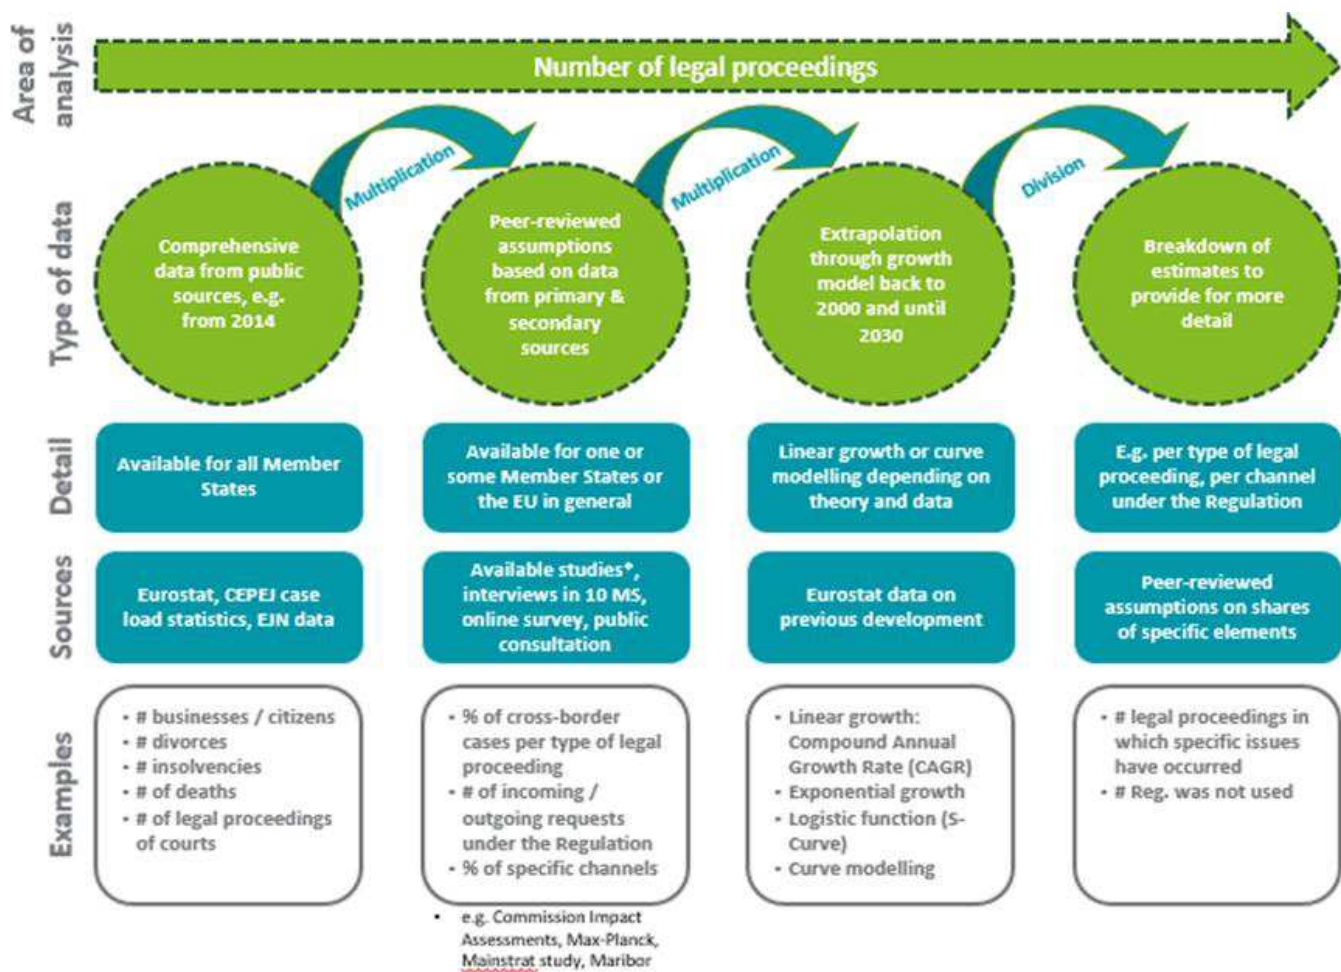 Area of
analysis
Number of legal proceedings
Multiplication
Multiplication
Division
Type of data
Comprehensive
data from public
sources, e.g.
from 2014
Peer-reviewed
assumptions
based on data
from primary &
secondary
sources
Extrapolation
through growth
model back to
2000 and until
2030
Breakdown of
estimates to
provide for more
detail
Detail
Available for all Member
States
Available for one or
some Member States or
the EU in general
Linear growth or curve
modelling depending on
theory and data
E.g. per type of legal
proceeding, per channel
under the Regulation
Sources
Eurostat, CEPEJ case
load statistics, EJN data
Available studies*,
interviews in 10 MS,
online survey, public
consultation
Eurostat data on
previous development
Peer-reviewed
assumptions on shares
of specific elements
Examples
• # businesses / citizens
• # divorces
• # insolvencies
• # of deaths
• # of legal proceedings
of courts
• % of cross-border
cases per type of legal
proceeding
• # of incoming /
outgoing requests
under the Regulation
• % of specific channels
• Linear growth:
Compound Annual
Growth Rate (CAGR)
• Exponential growth
• Logistic function (S-
Curve)
• Curve modelling
• # legal proceedings in
which specific issues
have occurred
• # Reg. was not used
• e.g. Commission Impact
Assessments, Max-Planck,
Mainstrat study, Maribor